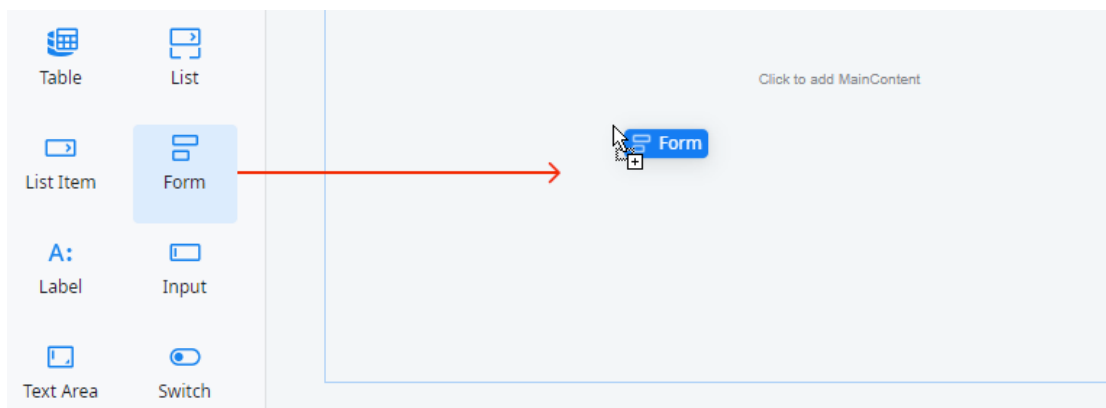 Table
List
Click to add MainContent
Form
List Item
Form
A:
Label
Input
Text Area
Switch